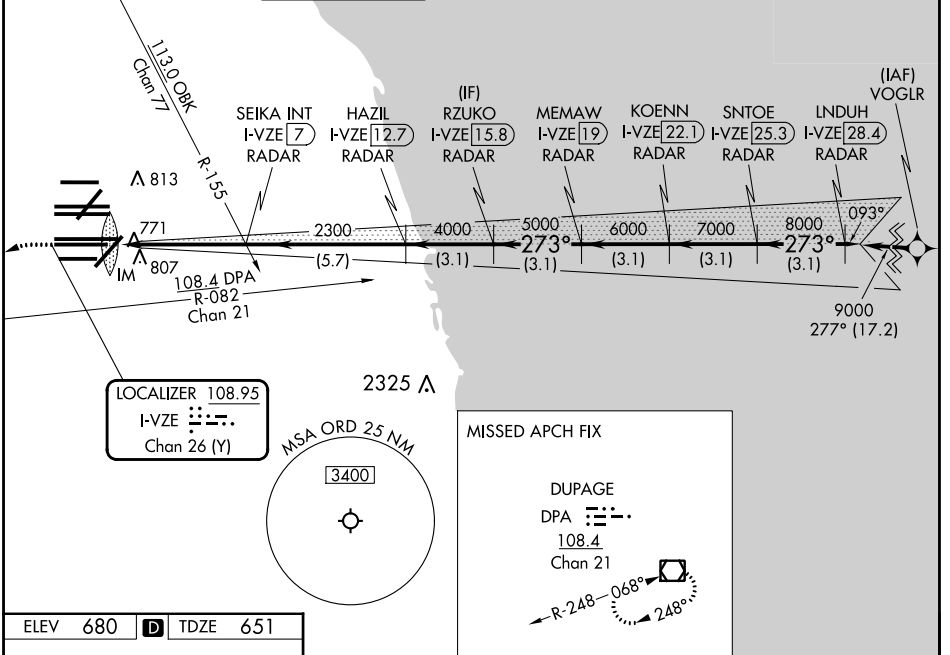 113.0 OBK
Chan 77
R-155
SEIKA INT
I-VZE 7
RADAR
HAZIL
I-VZE 12.7
RADAR
(IF)
RZUKO
I-VZE 15.8
RADAR
MEMAW
I-VZE 19
RADAR
KOENN
I-VZE 22.1
RADAR
SNTOE
I-VZE 25.3
RADAR
LNDUH
I-VZE 28.4
RADAR
(IAF)
VOGLR
813
771
807
IM
2300
4000
5000
6000
7000
8000
093°
273°
273°
(5.7)
(3.1)
(3.1)
(3.1)
(3.1)
(3.1)
9000
277° (17.2)
108.4 DPA
R-082
Chan 21
LOCALIZER 108.95
I-VZE
Chan 26 (Y)
2325
MSA ORD 25 NM
3400
MISSED APCH FIX
DUPAGE
DPA
108.4
Chan 21
R-248
068°
248°
ELEV 680 D TDZE 651